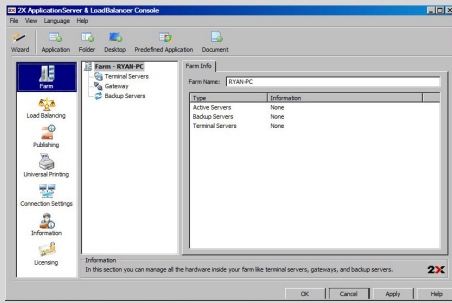 2X ApplicationServer & LoadBalancer Console
File View Language Help
Wizard Application Folder Desktop Predefined Application Document
Farm
Load Balancing
Publishing
Universal Printing
Connection Settings
Information
Licensing
Farm - RYAN-PC
Terminal Servers
Gateway
Backup Servers
Farm Info
Farm Name: RYAN-PC
Type Information
Active Servers None
Backup Servers None
Terminal Servers None
Information
In this section you can manage all the hardware inside your farm like terminal servers, gateways, and backup servers.
2X
OK Cancel Apply Help